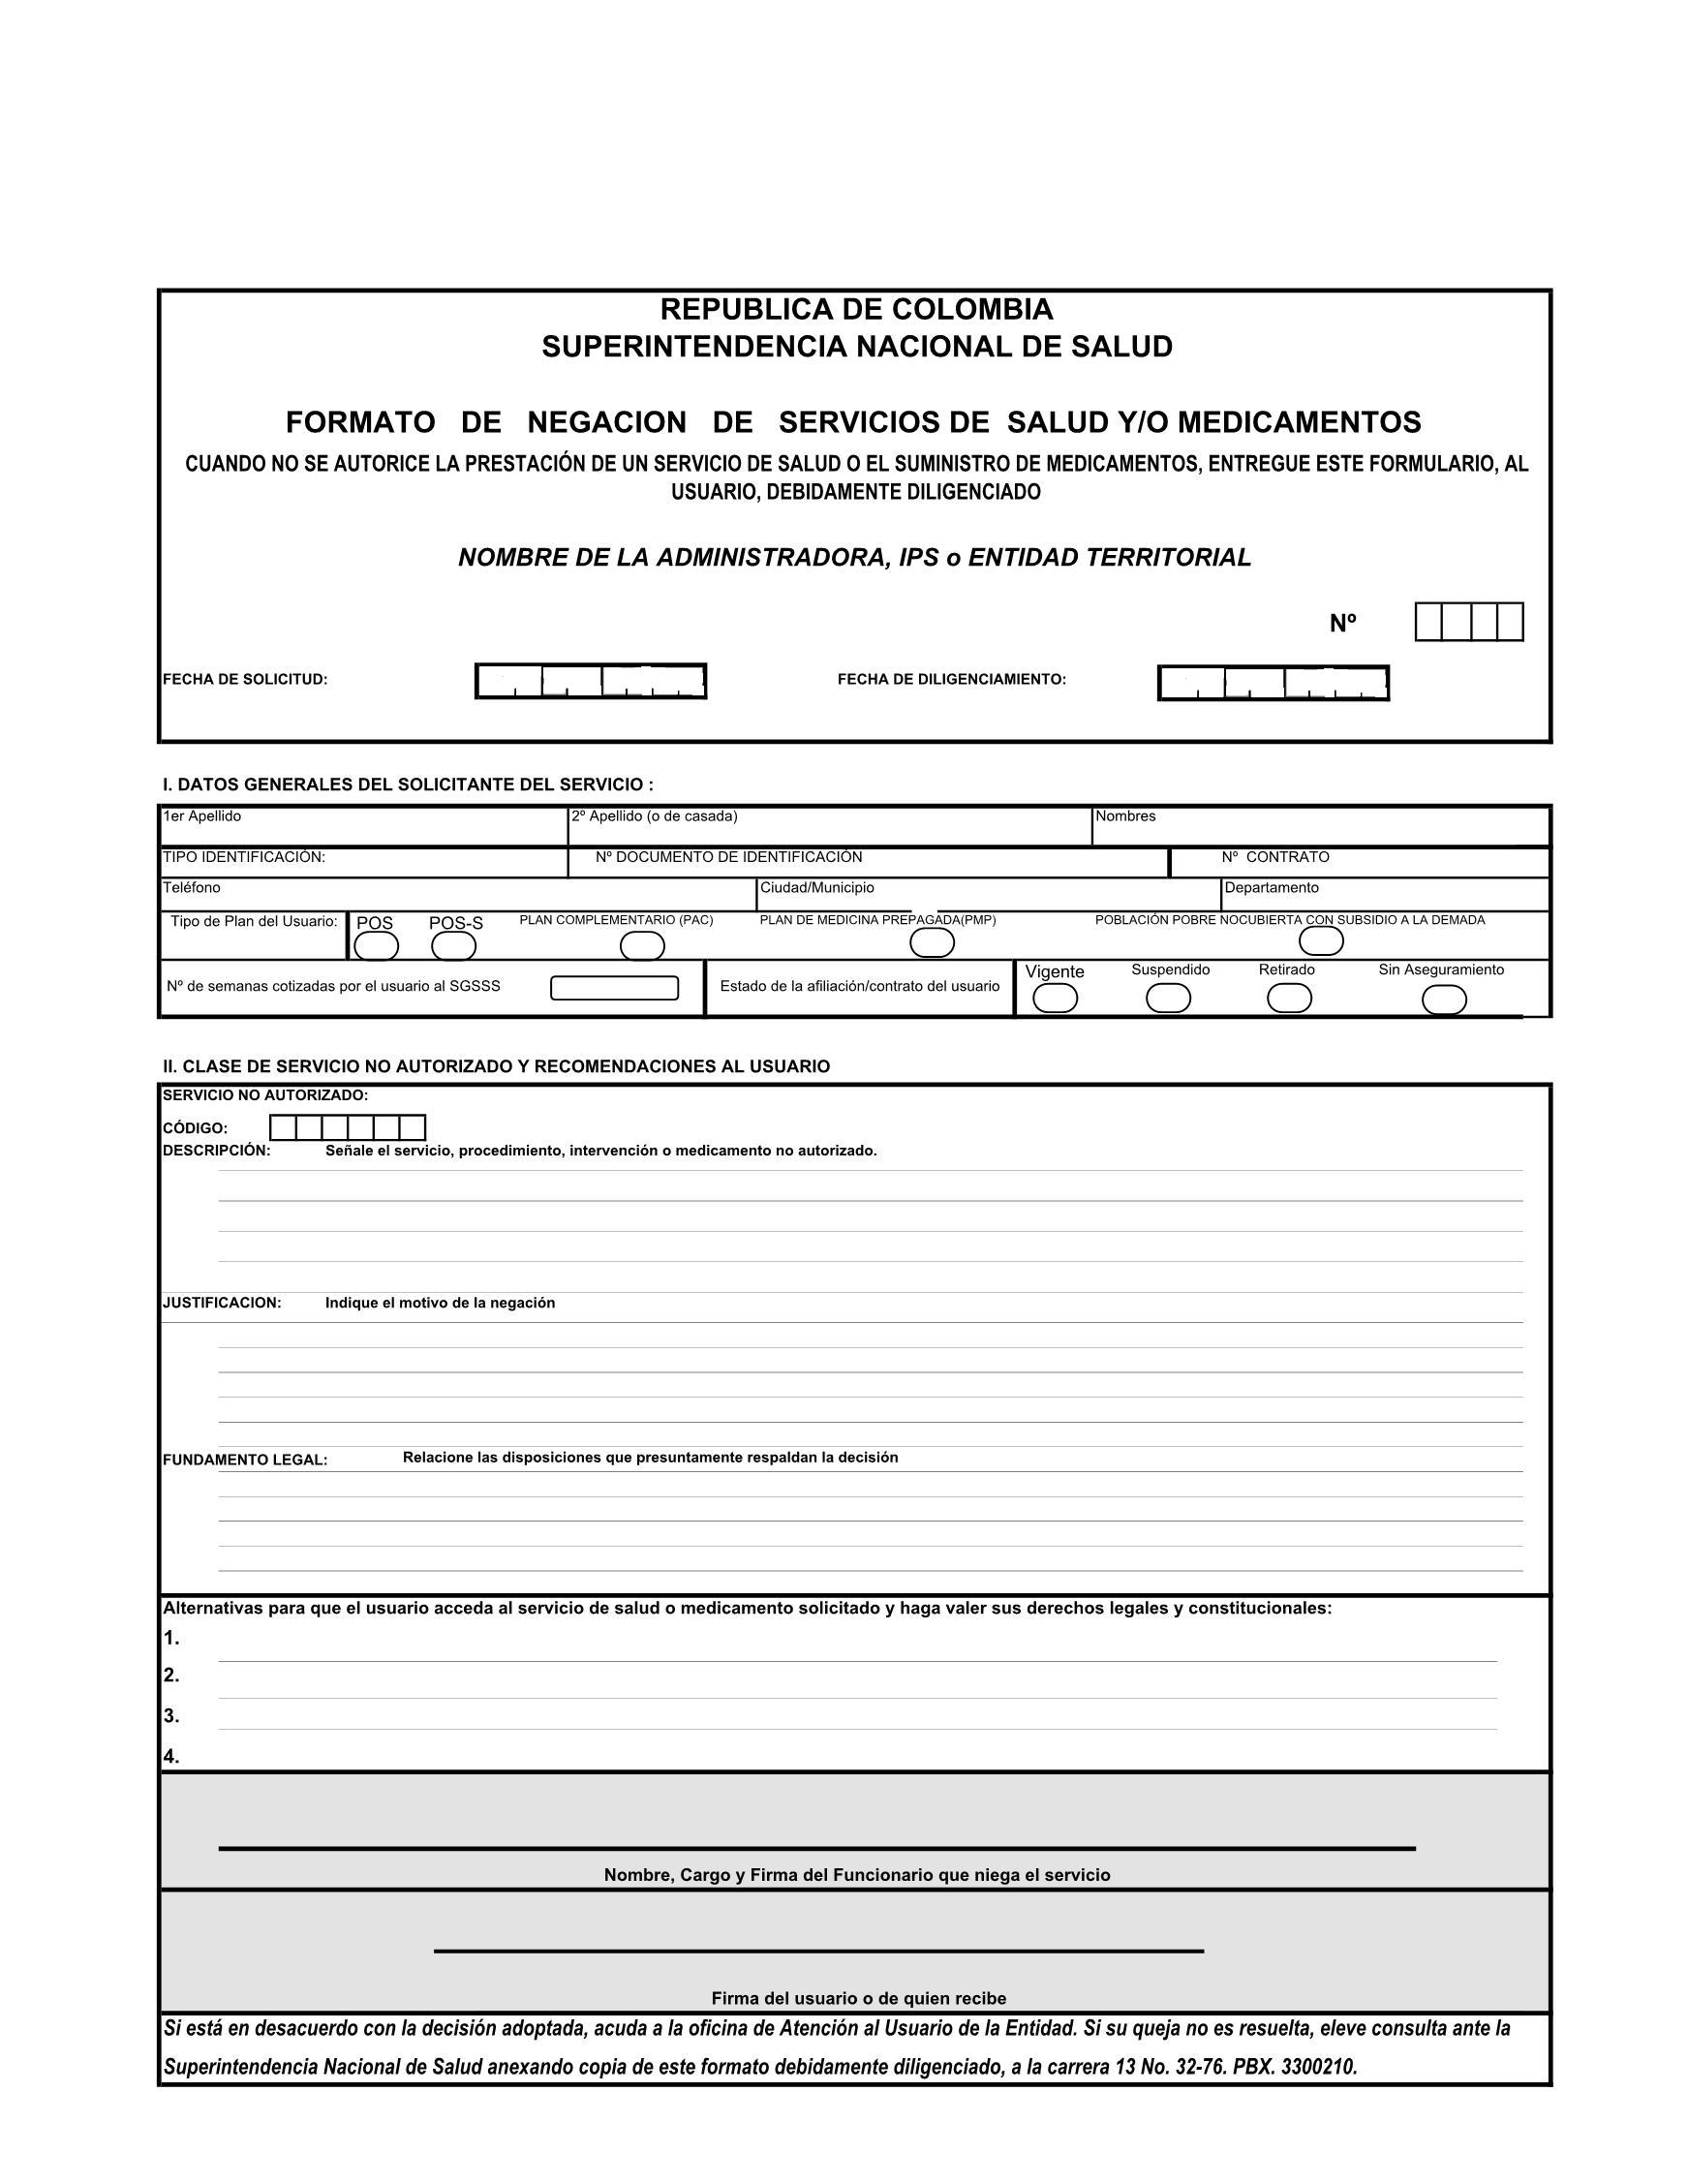 REPUBLICA DE COLOMBIA
SUPERINTENDENCIA NACIONAL DE SALUD
FORMATO DE NEGACION DE SERVICIOS DE SALUD Y/O MEDICAMENTOS
CUANDO NO SE AUTORICE LA PRESTACIÓN DE UN SERVICIO DE SALUD O EL SUMINISTRO DE MEDICAMENTOS, ENTREGUE ESTE FORMULARIO, AL
USUARIO, DEBIDAMENTE DILIGENCIADO
NOMBRE DE LA ADMINISTRADORA, IPS o ENTIDAD TERRITORIAL
Nº
FECHA DE SOLICITUD: FECHA DE DILIGENCIAMIENTO:
I. DATOS GENERALES DEL SOLICITANTE DEL SERVICIO :
1er Apellido 2º Apellido (o de casada) Nombres
TIPO IDENTIFICACIÓN: Nº DOCUMENTO DE IDENTIFICACIÓN Nº CONTRATO
Teléfono Ciudad/Municipio Departamento
Tipo de Plan del Usuario: POS POS-S PLAN COMPLEMENTARIO (PAC) PLAN DE MEDICINA PREPAGADA(PMP) POBLACIÓN POBRE NOCUBIERTA CON SUBSIDIO A LA DEMADA
Nº de semanas cotizadas por el usuario al SGSSS Estado de la afiliación/contrato del usuario Vigente Suspendido Retirado Sin Aseguramiento
II. CLASE DE SERVICIO NO AUTORIZADO Y RECOMENDACIONES AL USUARIO
SERVICIO NO AUTORIZADO:
CÓDIGO:
DESCRIPCIÓN: Señale el servicio, procedimiento, intervención o medicamento no autorizado.
JUSTIFICACION: Indique el motivo de la negación
FUNDAMENTO LEGAL: Relacione las disposiciones que presuntamente respaldan la decisión
Alternativas para que el usuario acceda al servicio de salud o medicamento solicitado y haga valer sus derechos legales y constitucionales:
1.
2.
3.
4.
Nombre, Cargo y Firma del Funcionario que niega el servicio
Firma del usuario o de quien recibe
Si está en desacuerdo con la decisión adoptada, acuda a la oficina de Atención al Usuario de la Entidad. Si su queja no es resuelta, eleve consulta ante la
Superintendencia Nacional de Salud anexando copia de este formato debidamente diligenciado, a la carrera 13 No. 32-76. PBX. 3300210.